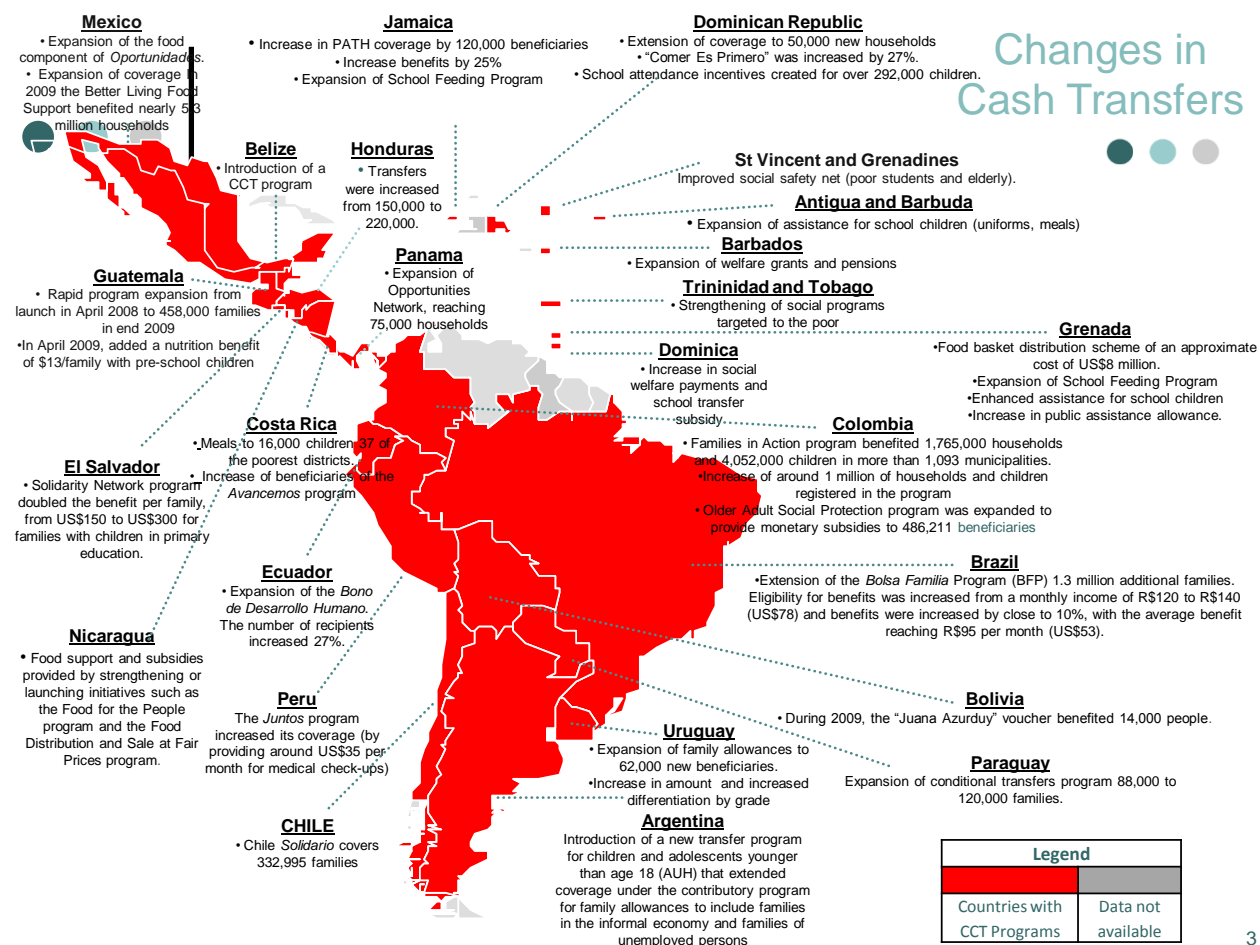 Changes in
Cash Transfers
Mexico
• Expansion of the food
component of Oportunidades.
• Expansion of coverage In
2009 the Better Living Food
Support benefited nearly 5.3
million households
Jamaica
• Increase in PATH coverage by 120,000 beneficiaries
• Increase benefits by 25%
• Expansion of School Feeding Program
Dominican Republic
• Extension of coverage to 50,000 new households
• “Comer Es Primero” was increased by 27%.
• School attendance incentives created for over 292,000 children.
Belize
• Introduction of a
CCT program
Honduras
• Transfers
were increased
from 150,000 to
220,000.
St Vincent and Grenadines
Improved social safety net (poor students and elderly).
Antigua and Barbuda
• Expansion of assistance for school children (uniforms, meals)
Barbados
• Expansion of welfare grants and pensions
Panama
• Expansion of
Opportunities
Network, reaching
75,000 households
Guatemala
• Rapid program expansion from
launch in April 2008 to 458,000 families
in end 2009
•In April 2009, added a nutrition benefit
of $13/family with pre-school children
Trininidad and Tobago
• Strengthening of social programs
targeted to the poor
Grenada
•Food basket distribution scheme of an approximate
cost of US$8 million.
•Expansion of School Feeding Program
•Enhanced assistance for school children
•Increase in public assistance allowance.
Dominica
• Increase in social
welfare payments and
school transfer
subsidy
Costa Rica
•Meals to 16,000 children 37 of
the poorest districts.
• Increase of beneficiaries of the
Avancemos program
Colombia
• Families in Action program benefited 1,765,000 households
and 4,052,000 children in more than 1,093 municipalities.
•Increase of around 1 million of households and children
registered in the program
• Older Adult Social Protection program was expanded to
provide monetary subsidies to 486,211 beneficiaries
El Salvador
• Solidarity Network program
doubled the benefit per family,
from US$150 to US$300 for
families with children in primary
education.
Ecuador
• Expansion of the Bono
de Desarrollo Humano.
The number of recipients
increased 27%.
Brazil
•Extension of the Bolsa Familia Program (BFP) 1.3 million additional families.
Eligibility for benefits was increased from a monthly income of R$120 to R$140
(US$78) and benefits were increased by close to 10%, with the average benefit
reaching R$95 per month (US$53).
Nicaragua
• Food support and subsidies
provided by strengthening or
launching initiatives such as
the Food for the People
program and the Food
Distribution and Sale at Fair
Prices program.
Peru
The Juntos program
increased its coverage (by
providing around US$35 per
month for medical check-ups)
Bolivia
• During 2009, the “Juana Azurduy” voucher benefited 14,000 people.
Uruguay
• Expansion of family allowances to
62,000 new beneficiaries.
•Increase in amount and increased
differentiation by grade
Paraguay
Expansion of conditional transfers program 88,000 to
120,000 families.
CHILE
• Chile Solidario covers
332,995 families
Argentina
Introduction of a new transfer program
for children and adolescents younger
than age 18 (AUH) that extended
coverage under the contributory program
for family allowances to include families
in the informal economy and families of
unemployed persons
Legend
Countries with
CCT Programs
Data not
available
3